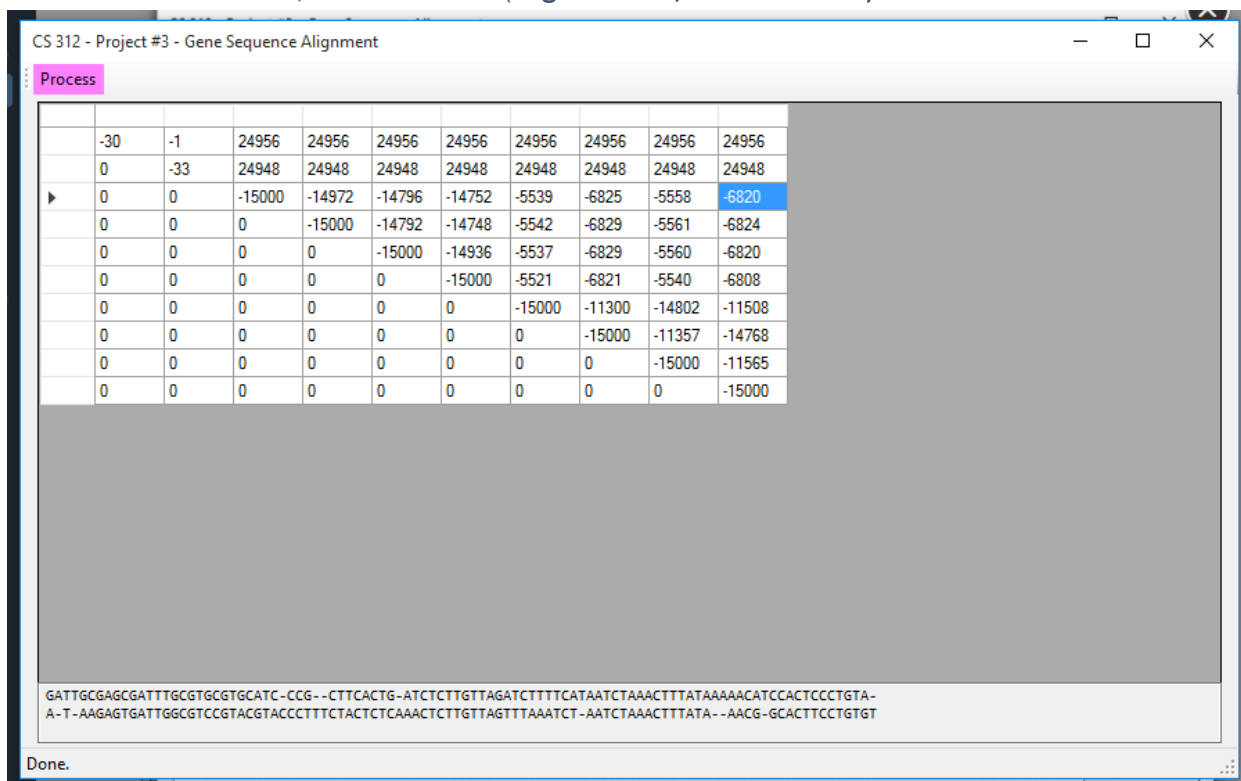 CS 312 - Project #3 - Gene Sequence Alignment
Process
-30 -1 24956 24956 24956 24956 24956 24956 24956 24956
0 -33 24948 24948 24948 24948 24948 24948 24948 24948
0 0 -15000 -14972 -14796 -14752 -5539 -6825 -5558 -6820
0 0 0 -15000 -14792 -14748 -5542 -6829 -5561 -6824
0 0 0 0 -15000 -14936 -5537 -6829 -5560 -6820
0 0 0 0 0 -15000 -5521 -6821 -5540 -6808
0 0 0 0 0 0 -15000 -11300 -14802 -11508
0 0 0 0 0 0 0 -15000 -11357 -14768
0 0 0 0 0 0 0 0 -15000 -11565
0 0 0 0 0 0 0 0 0 -15000
GATTGCGAGCGATTTGCGTGCGTGCATC-CCG--CTTCACTG-ATCTCTTGTTAGATCTTTTCATAATCTAAACTTTATAAAAACATCCACTCCCTGTA-
A-T-AAGAGTGATTGGCGTCCGTACGTACCCTTTCTACTCTCAAACTCTTGTTAGTTTAAATCT-AATCTAAACTTTATA--AACG-GCACTTCCTGTGT
Done.